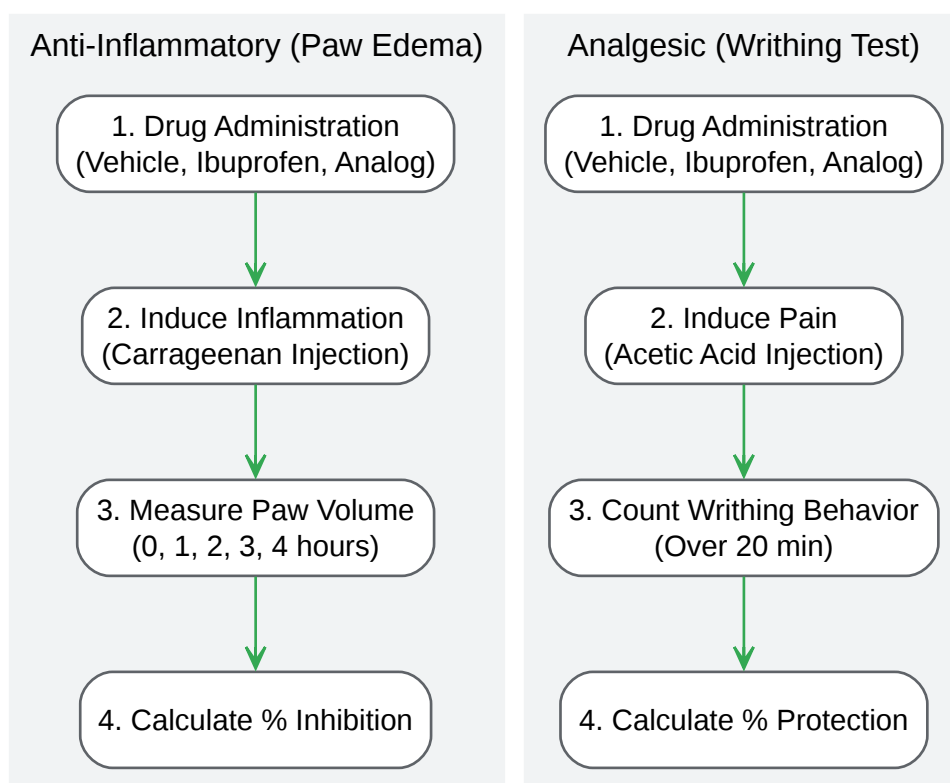 Anti-Inflammatory (Paw Edema)
1. Drug Administration
(Vehicle, Ibuprofen, Analog)
2. Induce Inflammation
(Carrageenan Injection)
3. Measure Paw Volume
(0, 1, 2, 3, 4 hours)
4. Calculate % Inhibition
Analgesic (Writhing Test)
1. Drug Administration
(Vehicle, Ibuprofen, Analog)
2. Induce Pain
(Acetic Acid Injection)
3. Count Writhing Behavior
(Over 20 min)
4. Calculate % Protection